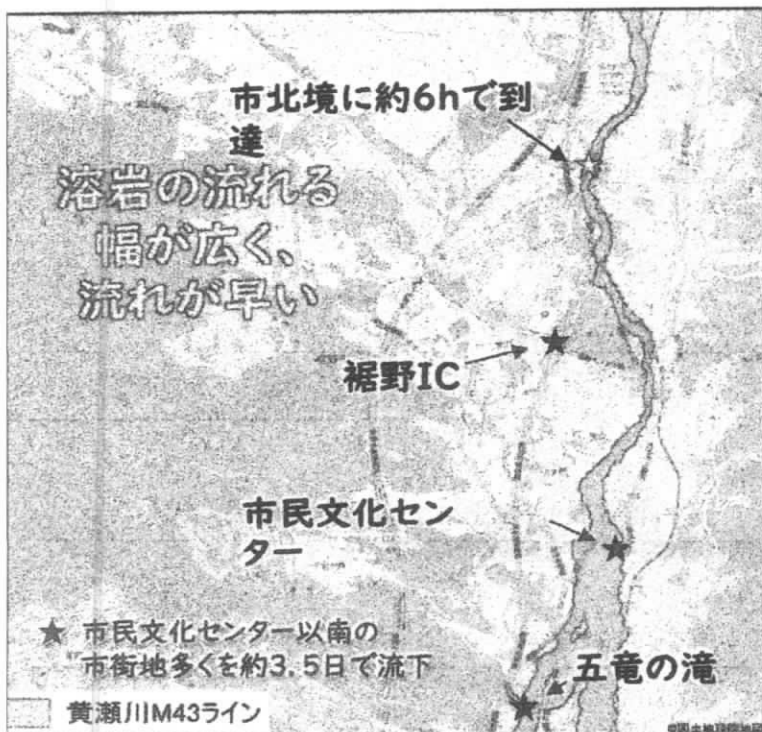 市北境に約6hで到
達
溶岩の流れる
幅が広く、
流れが早い
裾野IC
市民文化セン
ター
★ 市民文化センター以南の
市街地多くを約3.5日で流下
五竜の滝
黄瀬川M43ライン